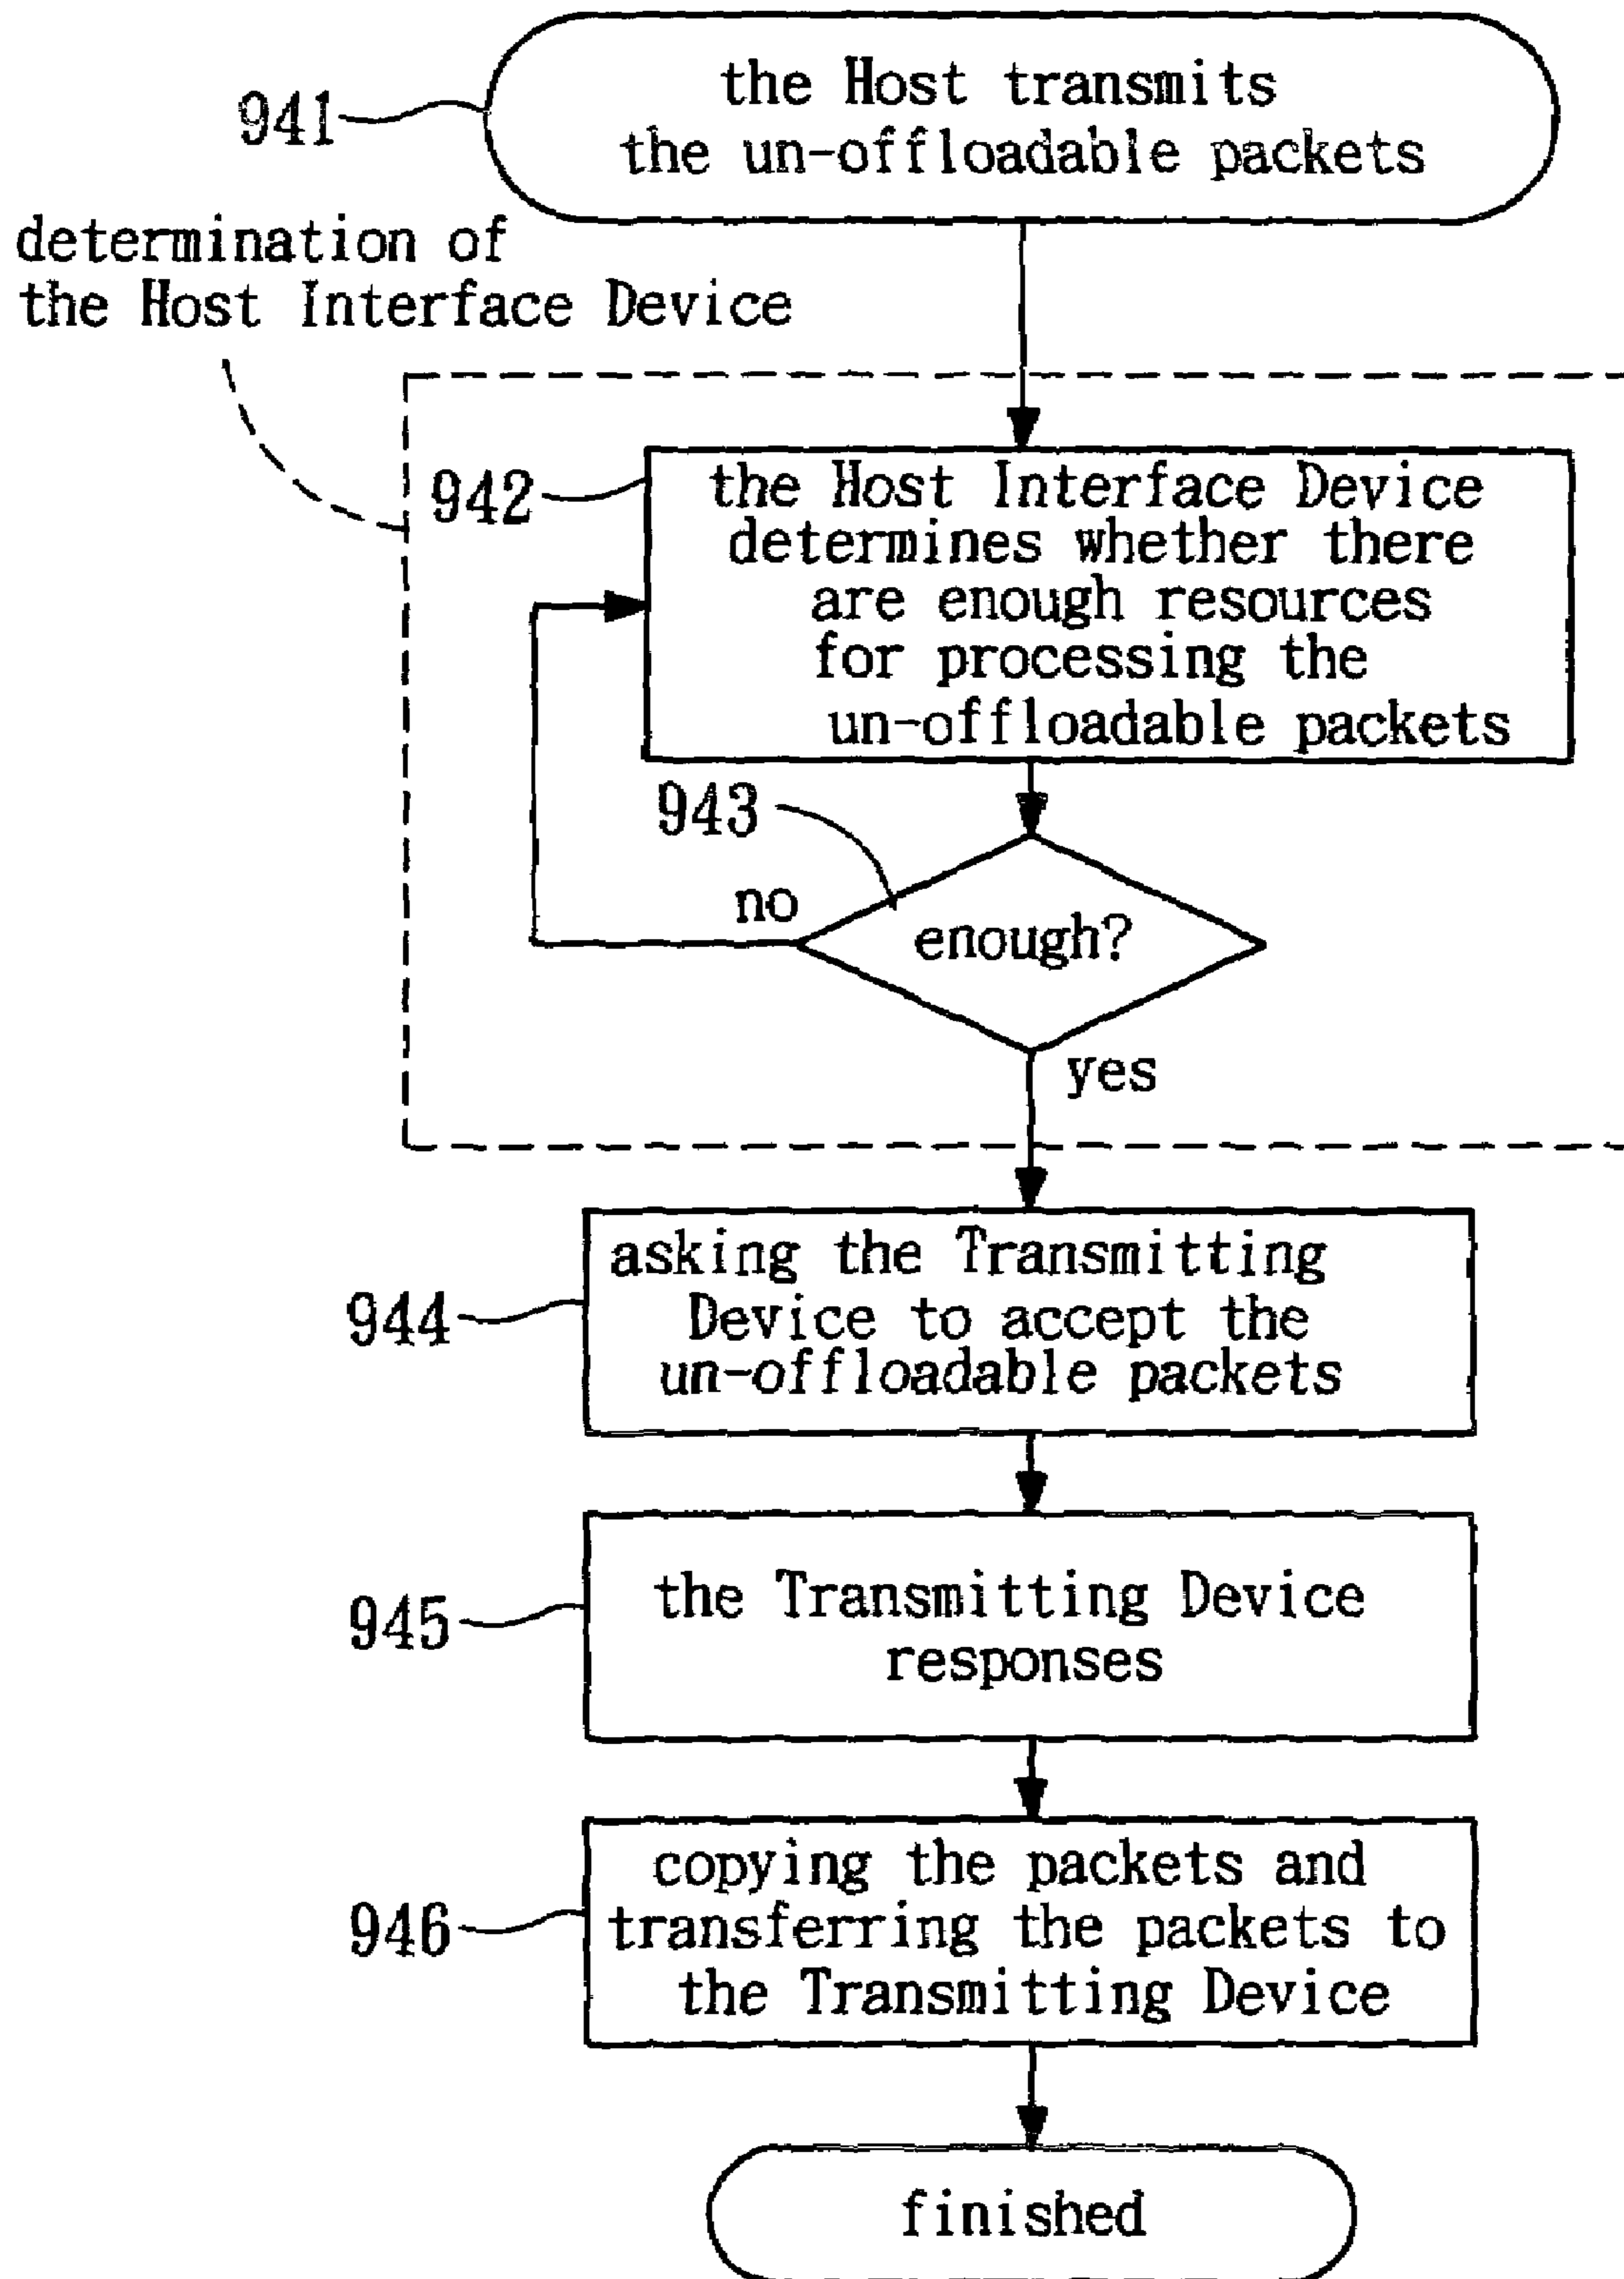 941
the Host transmits
the un-offloadable packets
determination of
the Host Interface Device
942
the Host Interface Device
determines whether there
are enough resources
for processing the
un-offloadable packets
943
no
enough?
yes
944
asking the Transmitting
Device to accept the
un-offloadable packets
945
the Transmitting Device
responses
946
copying the packets and
transferring the packets to
the Transmitting Device
finished